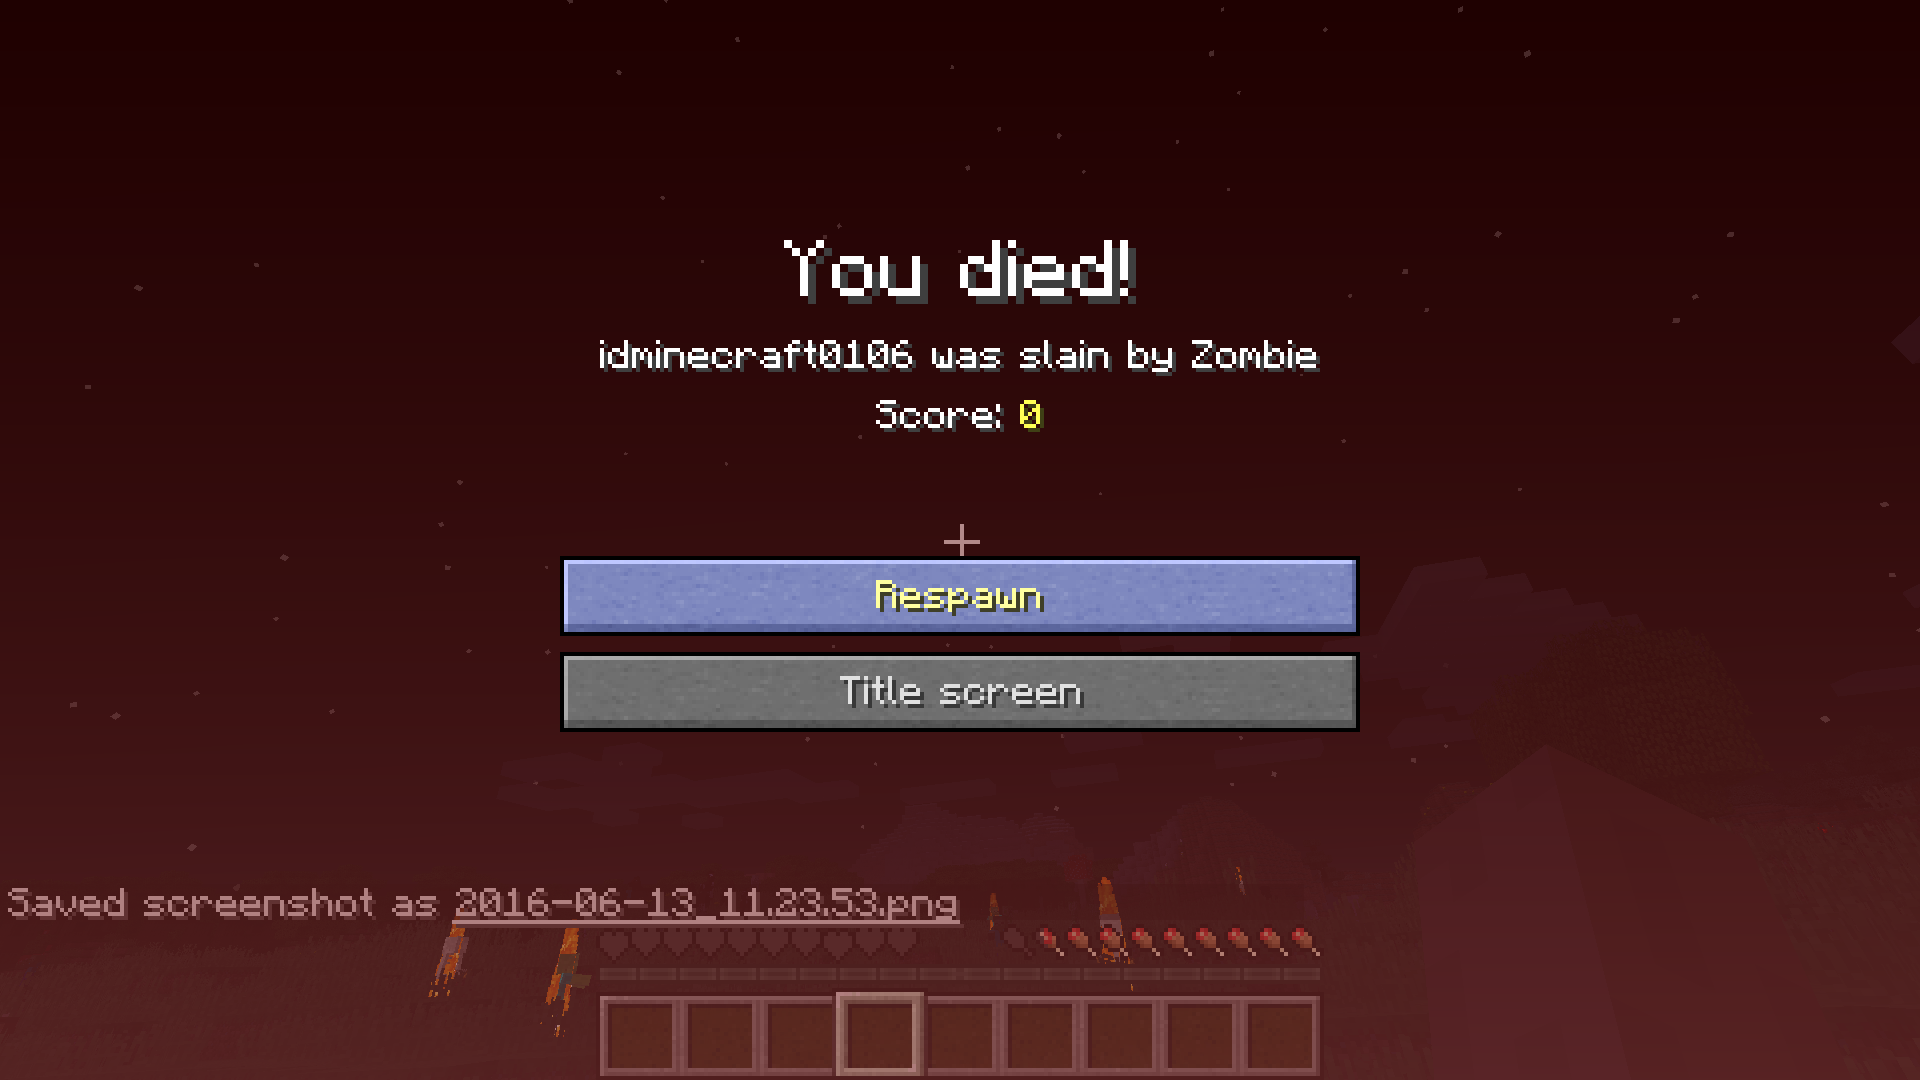 You died!
idminecraft0106 was slain by Zombie
Score: 0
Respawn
Title screen
Saved screenshot as 2016-06-13_11.23.53.png